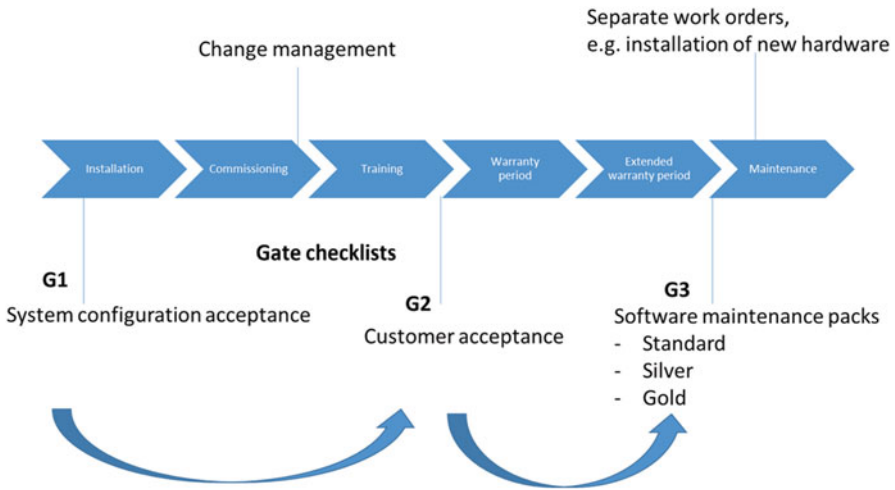 Separate work orders,
e.g. installation of new hardware
Change management
Installation
Commissioning
Training
Warranty
period
Extended
warranty period
Maintenance
Gate checklists
G1
System configuration acceptance
G2
Customer acceptance
G3
Software maintenance packs
- Standard
- Silver
- Gold